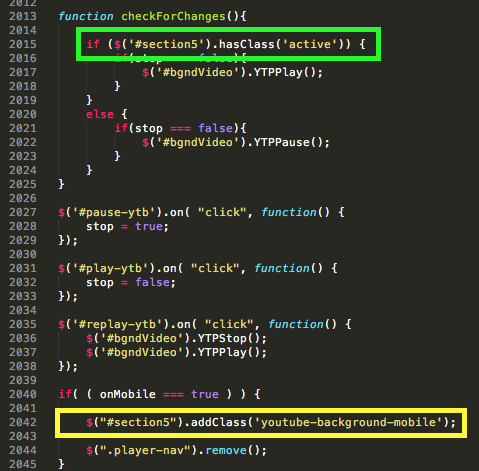 2012
2013 function checkForChanges(){
2014
2015 if ($('#section5').hasClass('active')) {
2016 if(stop === false){
2017 $('#bgndVideo').YTPPlay();
2018 }
2019 }
2020 else {
2021 if(stop === false){
2022 $('#bgndVideo').YTPPause();
2023 }
2024 }
2025 }
2026
2027 $('#pause-ytb').on( "click", function() {
2028 stop = true;
2029 });
2030
2031 $('#play-ytb').on( "click", function() {
2032 stop = false;
2033 });
2034
2035 $('#replay-ytb').on( "click", function() {
2036 $('#bgndVideo').YTPStop();
2037 $('#bgndVideo').YTPPlay();
2038 });
2039
2040 if( ( onMobile === true ) ) {
2041
2042 $("#section5").addClass('youtube-background-mobile');
2043
2044 $(".player-nav").remove();
2045 }